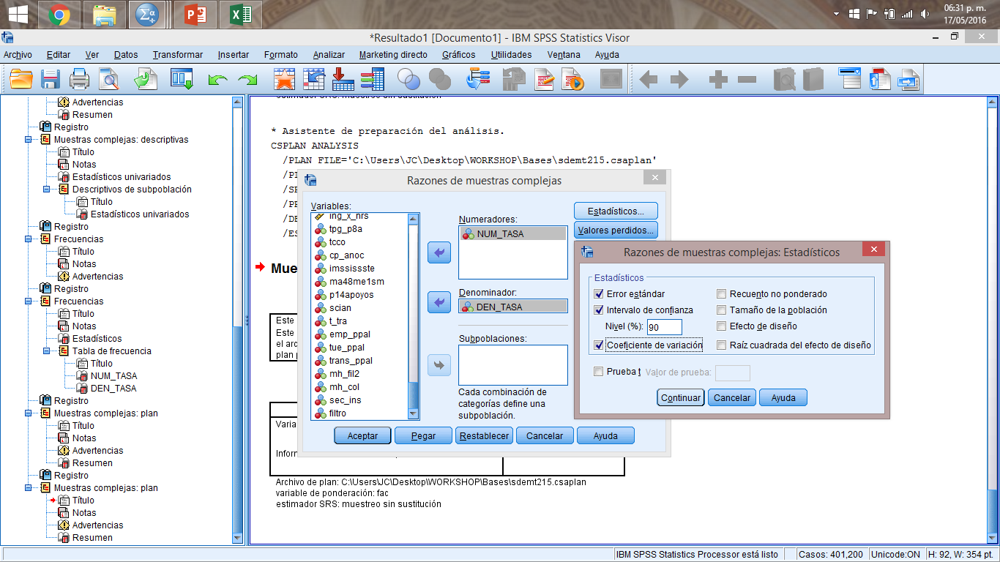 06:31 p. m.
17/05/2016
*Resultado1 [Documento1] - IBM SPSS Statistics Visor
Archivo Editar Ver Datos Transformar Insertar Formato Analizar Marketing directo Gráficos Utilidades Ventana Ayuda
Advertencias
Resumen
Registro
Muestras complejas: descriptivas
Título
Notas
Estadísticos univariados
Descriptivos de subpoblación
Título
Estadísticos univariados
Registro
Frecuencias
Título
Notas
Advertencias
Registro
Frecuencias
Título
Notas
Estadísticos
Tabla de frecuencia
Título
NUM_TASA
DEN_TASA
Registro
Muestras complejas: plan
Título
Notas
Advertencias
Resumen
Registro
Muestras complejas: plan
Título
Notas
Advertencias
Resumen
estimador SRS: muestreo sin sustitución
* Asistente de preparación del análisis.
CSPLAN ANALYSIS
/PLAN FILE='C:\Users\JC\Desktop\WORKSHOP\Bases\sdemt215.csaplan'
/PL
/SR
/PR
/DE
/ES
Mue
Este
Este
el arc
plan p
Varia
Inform
Archivo de plan: C:\Users\JC\Desktop\WORKSHOP\Bases\sdemt215.csaplan
variable de ponderación: fac
estimador SRS: muestreo sin sustitución
Razones de muestras complejas
Variables:
ing_x_hrs
tpg_p8a
tcco
cp_anoc
imssissste
ma48me1sm
p14apoyos
scian
t_tra
emp_ppal
tue_ppal
trans_ppal
mh_fil2
mh_col
sec_ins
filtro
Numeradores:
NUM_TASA
Denominador:
DEN_TASA
Subpoblaciones:
Cada combinación de
categorías define una
subpoblación.
Estadísticos...
Valores perdidos...
Aceptar Pegar Restablecer Cancelar Ayuda
Razones de muestras complejas: Estadísticos
Estadísticos
Error estándar
Intervalo de confianza
Nivel (%): 90
Coeficiente de variación
Recuento no ponderado
Tamaño de la población
Efecto de diseño
Raíz cuadrada del efecto de diseño
Prueba t Valor de prueba:
Continuar Cancelar Ayuda
IBM SPSS Statistics Processor está listo Casos: 401,200 Unicode:ON H: 92, W: 354 pt.